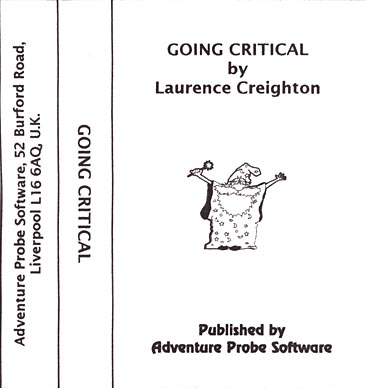 Adventure Probe Software, 52 Burford Road,
Liverpool L16 6AQ, U.K.
GOING CRITICAL
GOING CRITICAL
by
Laurence Creighton
Published by
Adventure Probe Software